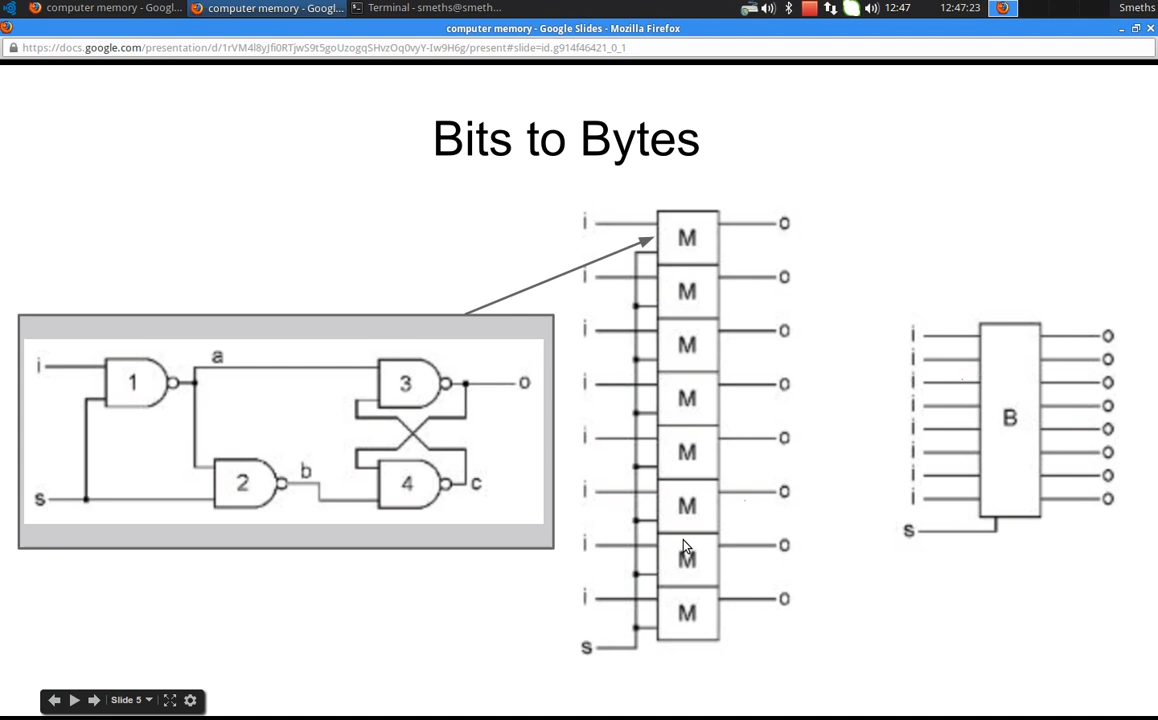 computer memory - Googl...
computer memory - Googl...
Terminal - smeths@smeth...
12:47
12:47:23
Smeths
computer memory - Google Slides - Mozilla Firefox
https://docs.google.com/presentation/d/1rVM4l8yJfi0RTjwS9t5goUzogqSHvzOq0vyY-Iw9H6g/present#slide=id.g914f46421_0_1
Bits to Bytes
i 1 a 3 o
s 2 b 4 c
i M o
i M o
i M o
i M o
i M o
i M o
i M o
i M o
s
i o
i o
i o
i o
B
i o
i o
i o
i o
s
Slide 5